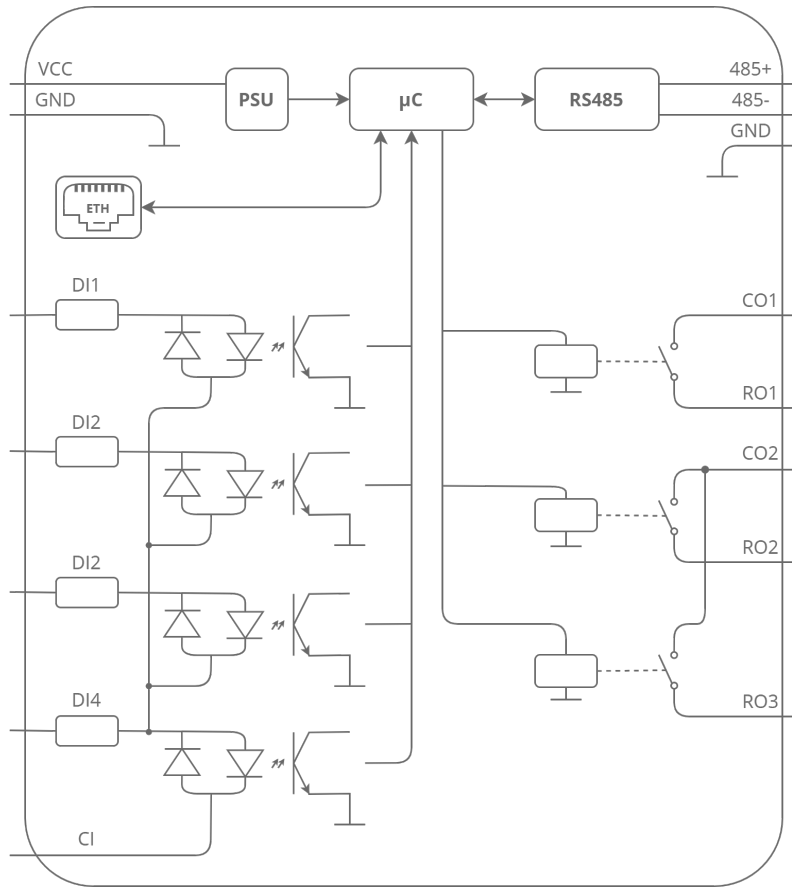 VCC
485+
GND
PSU
µC
RS485
485-
GND
ETH
DI1
CO1
RO1
DI2
CO2
RO2
DI2
DI4
RO3
CI